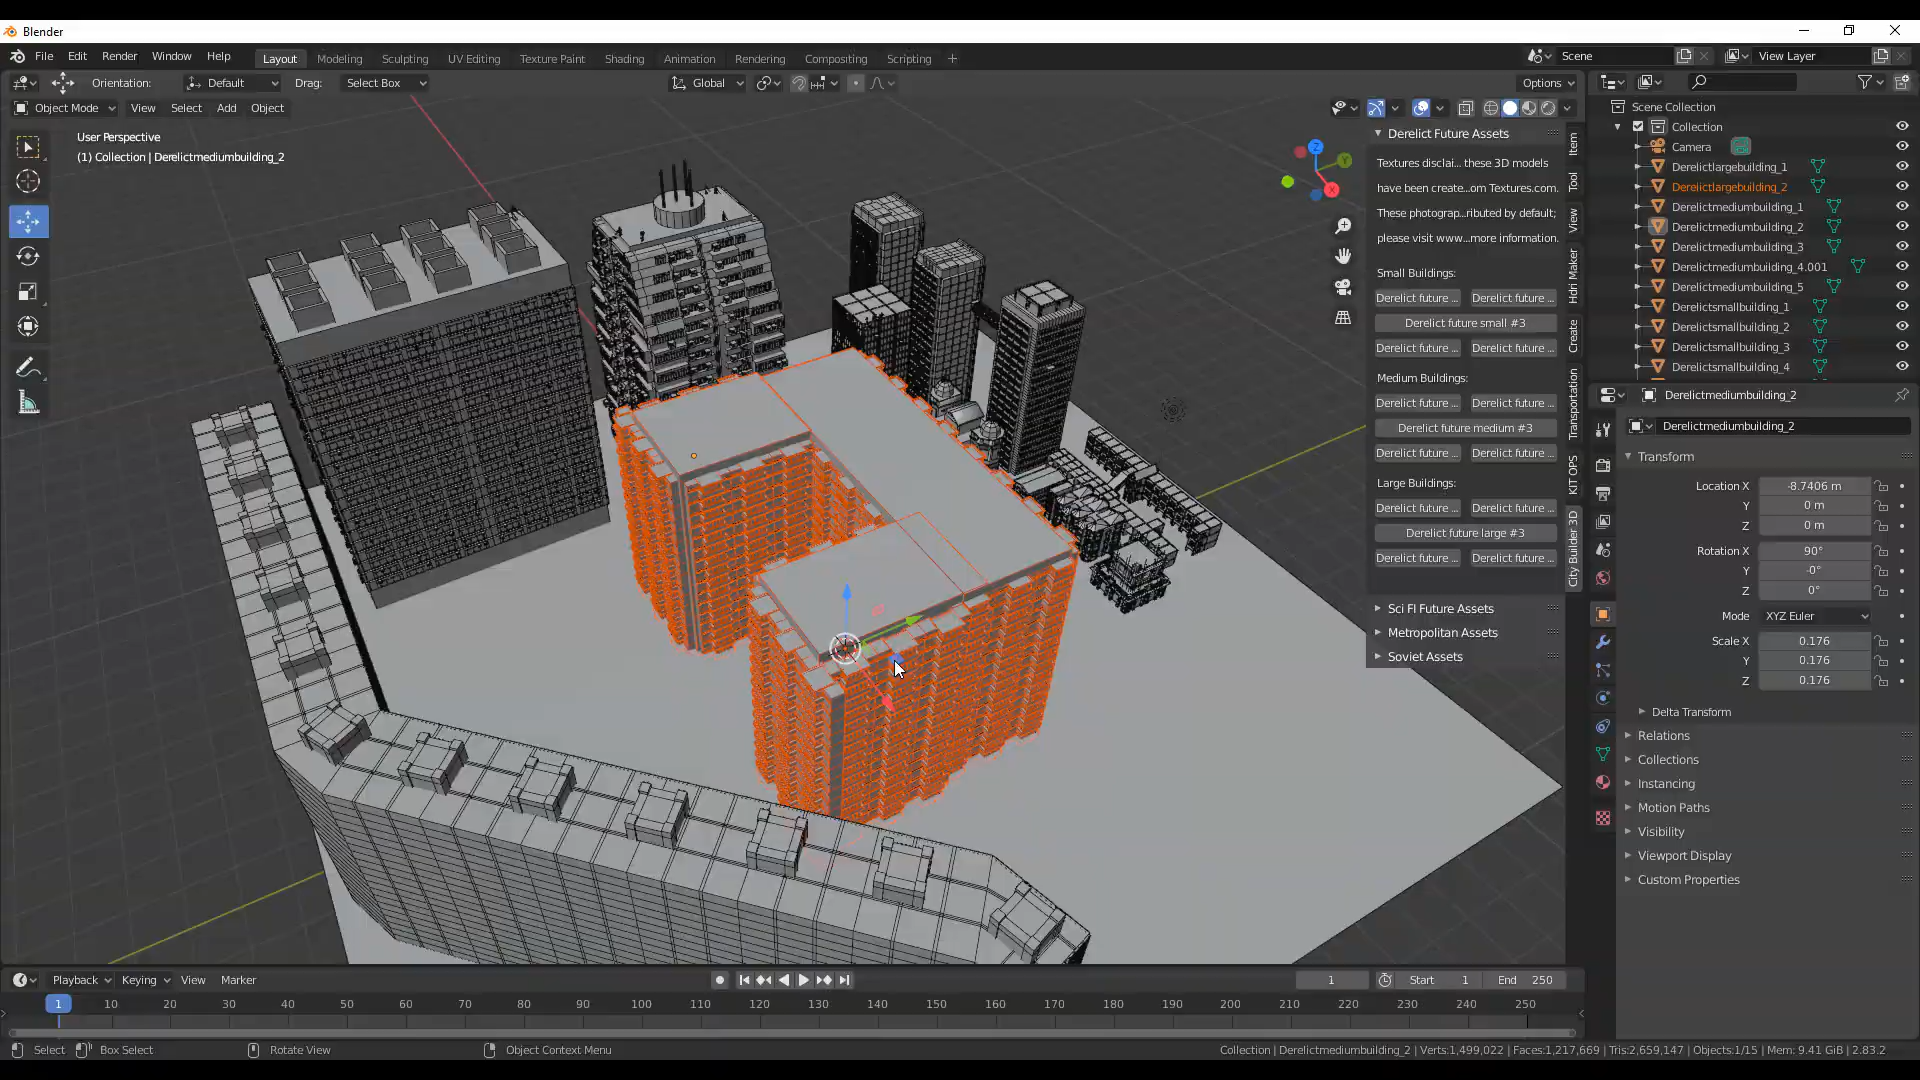 Blender
File Edit Render Window Help
Layout Modeling Sculpting UV Editing Texture Paint Shading Animation Rendering Compositing Scripting +
Scene
View Layer
Orientation: Default Drag: Select Box
Global
Options
Object Mode View Select Add Object
User Perspective
(1) Collection | Derelictmediumbuilding_2
Z
Y
X
Derelict Future Assets
Textures disclai... these 3D models
have been create...om Textures.com.
These photograp...ributed by default;
please visit www...more information.
Small Buildings:
Derelict future ... Derelict future ...
Derelict future small #3
Derelict future ... Derelict future ...
Medium Buildings:
Derelict future ... Derelict future ...
Derelict future medium #3
Derelict future ... Derelict future ...
Large Buildings:
Derelict future ... Derelict future ...
Derelict future large #3
Derelict future ... Derelict future ...
Sci FI Future Assets
Metropolitan Assets
Soviet Assets
Item
Tool
View
Hdri Maker
Create
Transportation
KIT OPS
City Builder 3D
Scene Collection
Collection
Camera
Derelictlargebuilding_1
Derelictlargebuilding_2
Derelictmediumbuilding_1
Derelictmediumbuilding_2
Derelictmediumbuilding_3
Derelictmediumbuilding_4.001
Derelictmediumbuilding_5
Derelictsmallbuilding_1
Derelictsmallbuilding_2
Derelictsmallbuilding_3
Derelictsmallbuilding_4
Derelictmediumbuilding_2
Derelictmediumbuilding_2
Transform
Location X -8.7406 m
Y 0 m
Z 0 m
Rotation X 90°
Y -0°
Z 0°
Mode XYZ Euler
Scale X 0.176
Y 0.176
Z 0.176
Delta Transform
Relations
Collections
Instancing
Motion Paths
Visibility
Viewport Display
Custom Properties
Playback Keying View Marker
1 Start 1 End 250
1 10 20 30 40 50 60 70 80 90 100 110 120 130 140 150 160 170 180 190 200 210 220 230 240 250
Select Box Select Rotate View Object Context Menu
Collection | Derelictmediumbuilding_2 | Verts:1,499,022 | Faces:1,217,669 | Tris:2,659,147 | Objects:1/15 | Mem: 9.41 GiB | 2.83.2